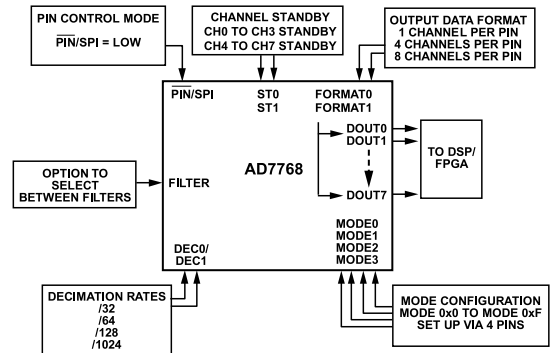 PIN CONTROL MODE
PIN/SPI = LOW
CHANNEL STANDBY
CH0 TO CH3 STANDBY
CH4 TO CH7 STANDBY
OUTPUT DATA FORMAT
1 CHANNEL PER PIN
4 CHANNELS PER PIN
8 CHANNELS PER PIN
PIN/SPI
ST0
ST1
FORMAT0
FORMAT1
DOUT0
DOUT1
DOUT7
TO DSP/
FPGA
AD7768
OPTION TO
SELECT
BETWEEN FILTERS
FILTER
MODE0
MODE1
MODE2
MODE3
DEC0/
DEC1
DECIMATION RATES
/32
/64
/128
/1024
MODE CONFIGURATION
MODE 0x0 TO MODE 0xF
SET UP VIA 4 PINS